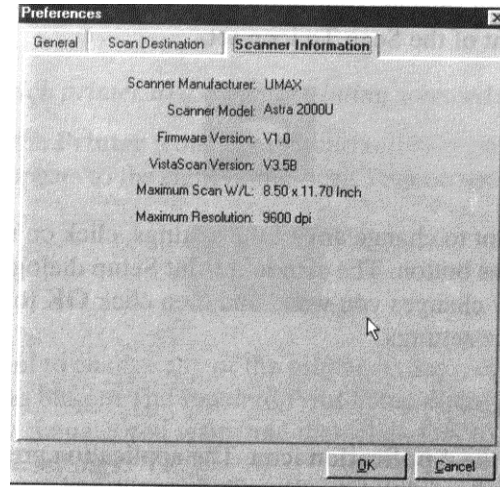 Preferences
General Scan Destination Scanner Information
Scanner Manufacturer: UMAX
Scanner Model: Astra 2000U
Firmware Version: V1.0
VistaScan Version: V3.5B
Maximum Scan W/L: 8.50 x 11.70 Inch
Maximum Resolution: 9600 dpi
OK Cancel